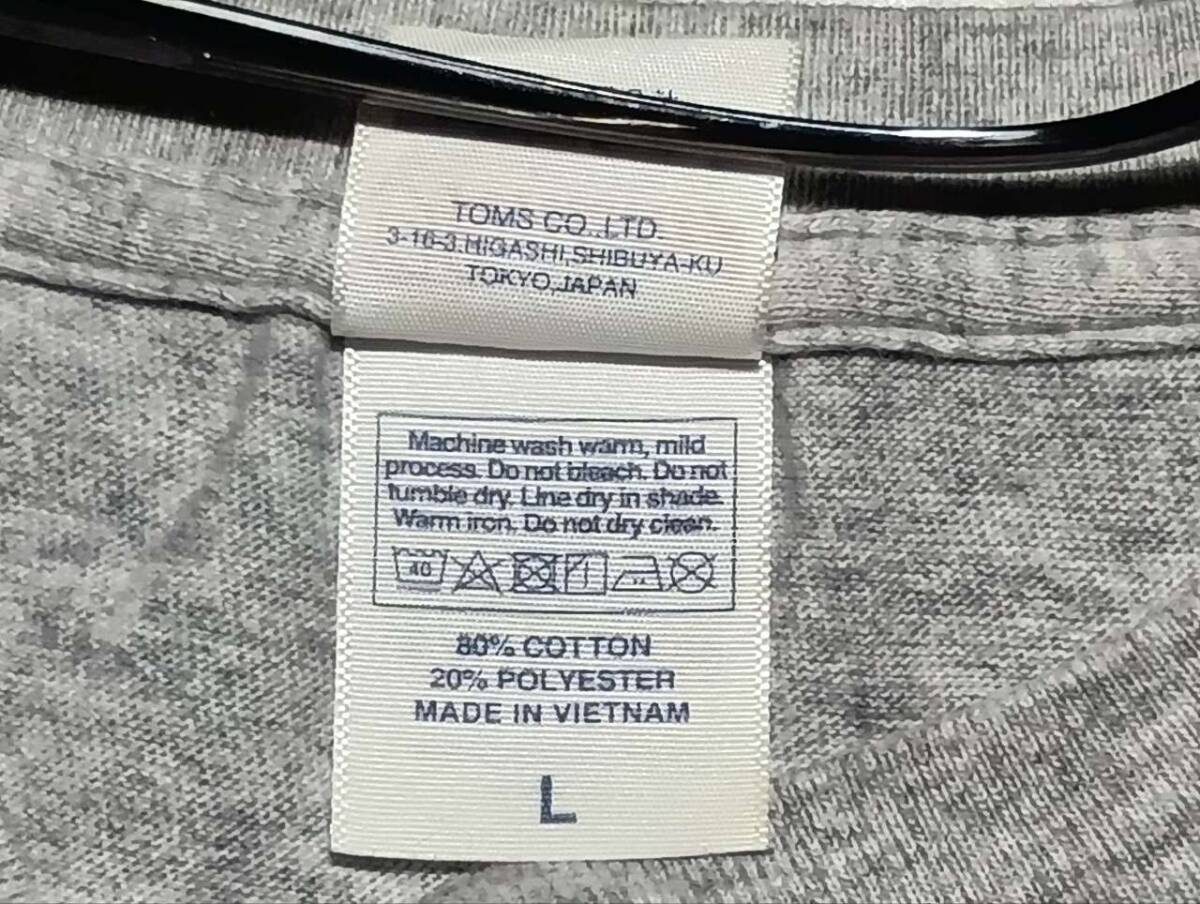 TOMS CO.,LTD.
3-10-3,HIGASHI,SHIBUYA-KU
TOKYO,JAPAN
Machine wash warm, mild
process. Do not bleach. Do not
tumble dry. Line dry in shade.
Warm iron. Do not dry clean.
40
80% COTTON
20% POLYESTER
MADE IN VIETNAM
L